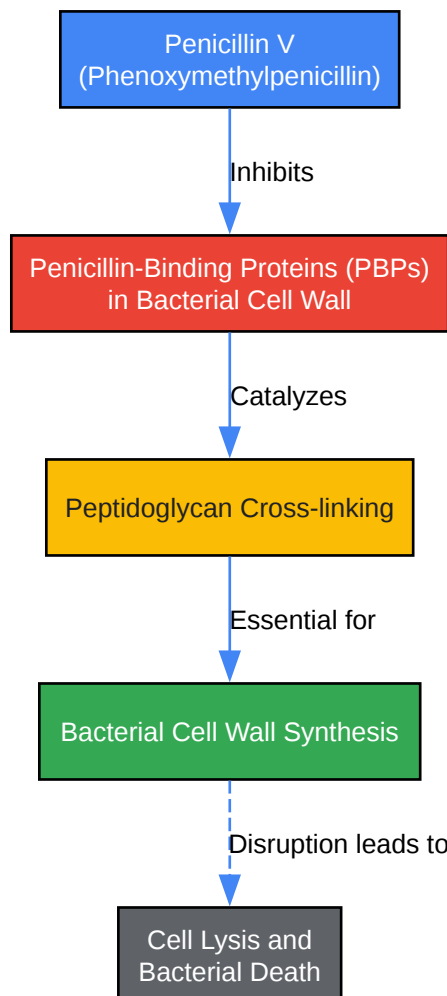 Penicillin V
(Phenoxymethylpenicillin)
Inhibits
Penicillin-Binding Proteins (PBPs)
in Bacterial Cell Wall
Catalyzes
Peptidoglycan Cross-linking
Essential for
Bacterial Cell Wall Synthesis
Disruption leads to
Cell Lysis and
Bacterial Death